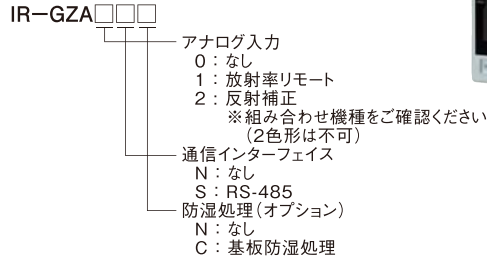 IR−GZA□□□
アナログ入力
0：なし
1：放射率リモート
2：反射補正
※組み合わせ機種をご確認ください
（2色形は不可）
通信インターフェイス
N：なし
S：RS-485
防湿処理（オプション）
N：なし
C：基板防湿処理